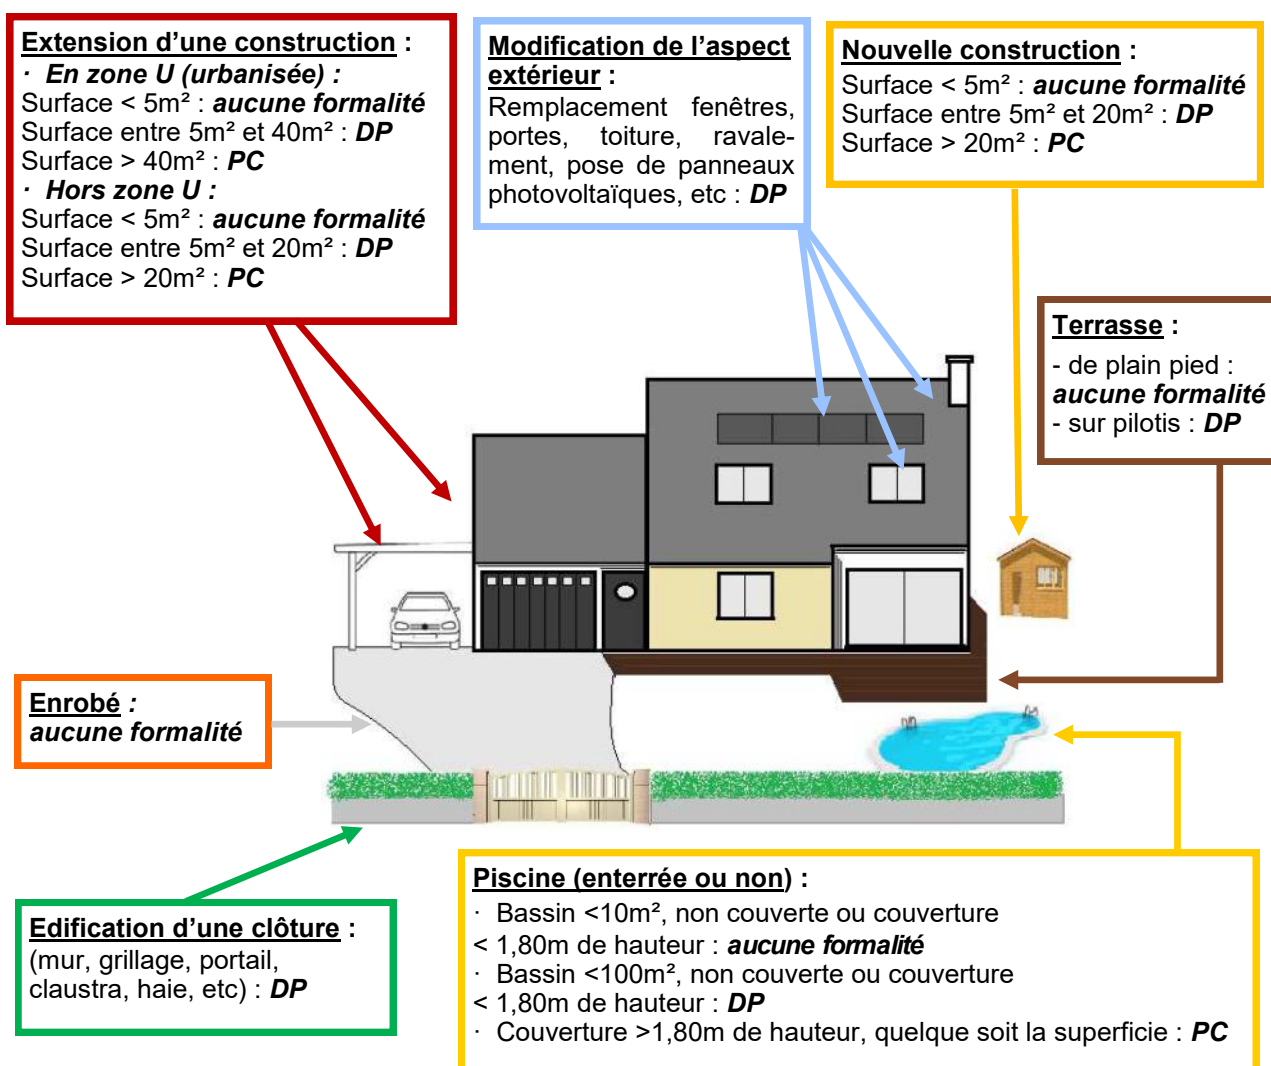 Extension d’une construction :
· En zone U (urbanisée) :
Surface < 5m² : aucune formalité
Surface entre 5m² et 40m² : DP
Surface > 40m² : PC
· Hors zone U :
Surface < 5m² : aucune formalité
Surface entre 5m² et 20m² : DP
Surface > 20m² : PC
Modification de l’aspect
extérieur :
Remplacement fenêtres,
portes, toiture, ravale-
ment, pose de panneaux
photovoltaïques, etc : DP
Nouvelle construction :
Surface < 5m² : aucune formalité
Surface entre 5m² et 20m² : DP
Surface > 20m² : PC
Terrasse :
- de plain pied :
aucune formalité
- sur pilotis : DP
Enrobé :
aucune formalité
Edification d’une clôture :
(mur, grillage, portail,
claustra, haie, etc) : DP
Piscine (enterrée ou non) :
· Bassin <10m², non couverte ou couverture
< 1,80m de hauteur : aucune formalité
· Bassin <100m², non couverte ou couverture
< 1,80m de hauteur : DP
· Couverture >1,80m de hauteur, quelque soit la superficie : PC